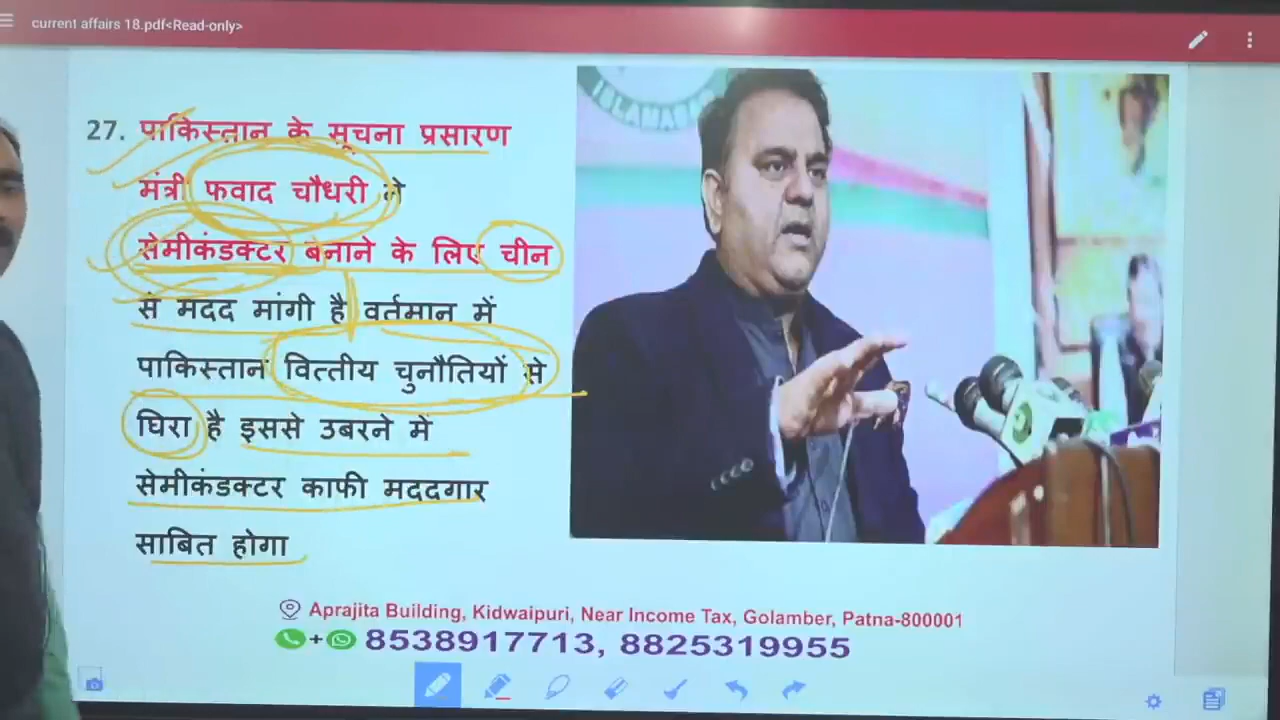 current affairs 18.pdf<Read-only>
ISLAMABAD
27. पाकिस्तान के सूचना प्रसारण
मंत्री फवाद चौधरी ने
सेमीकंडक्टर बनाने के लिए चीन
से मदद मांगी है वर्तमान में
पाकिस्तान वित्तीय चुनौतियों से
घिरा है इससे उबरने में
सेमीकंडक्टर काफी मददगार
साबित होगा
Aprajita Building, Kidwaipuri, Near Income Tax, Golamber, Patna-800001
+ 8538917713, 8825319955